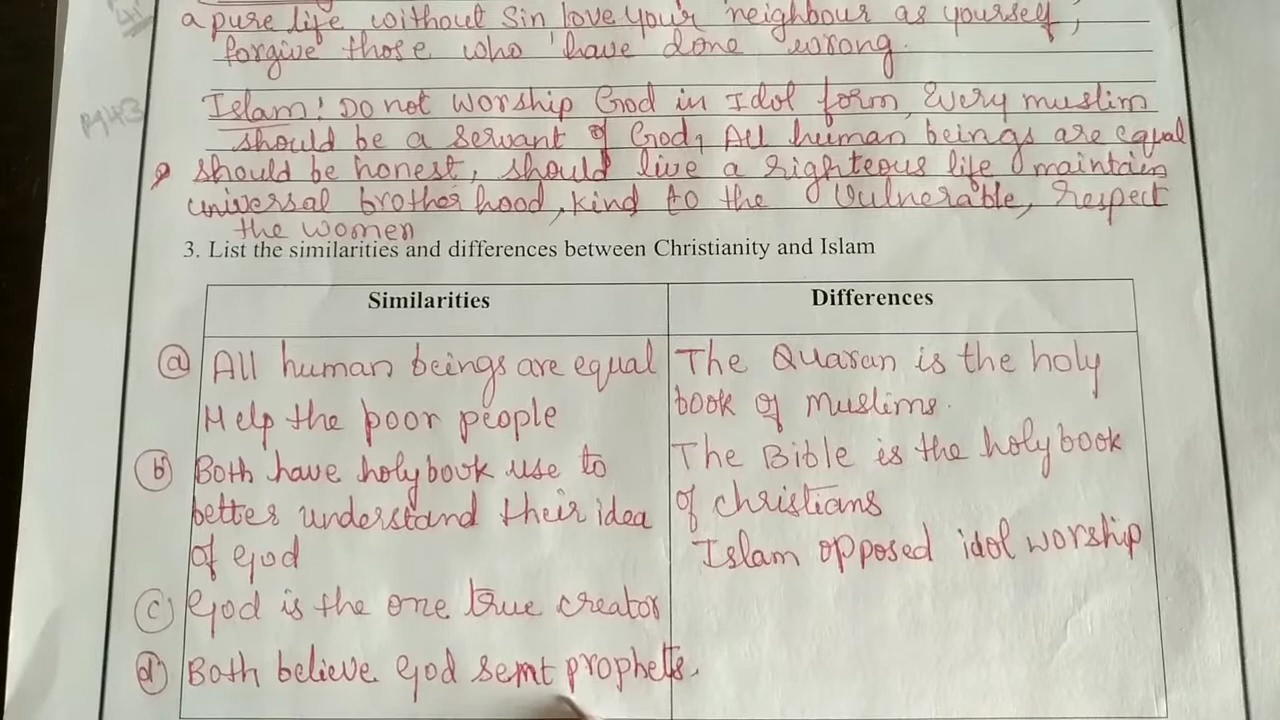 a pure life without Sin love your neighbour as yourself,
forgive those who have done wrong.
Islam: Do not worship God in Idol form, Every muslim
should be a servant of God, All human beings are equal
should be honest, should live a righteous life maintain
universal brother hood, kind to the vulnerable, respect
the women
3. List the similarities and differences between Christianity and Islam
Similarities
Differences
a All human beings are equal
Help the poor people
b Both have holy book use to
better understand their idea
of God
c God is the one true creator
d Both believe God sent prophets.
The Quaran is the holy
book of muslims.
The Bible is the holy book
of christians
Islam opposed idol worship